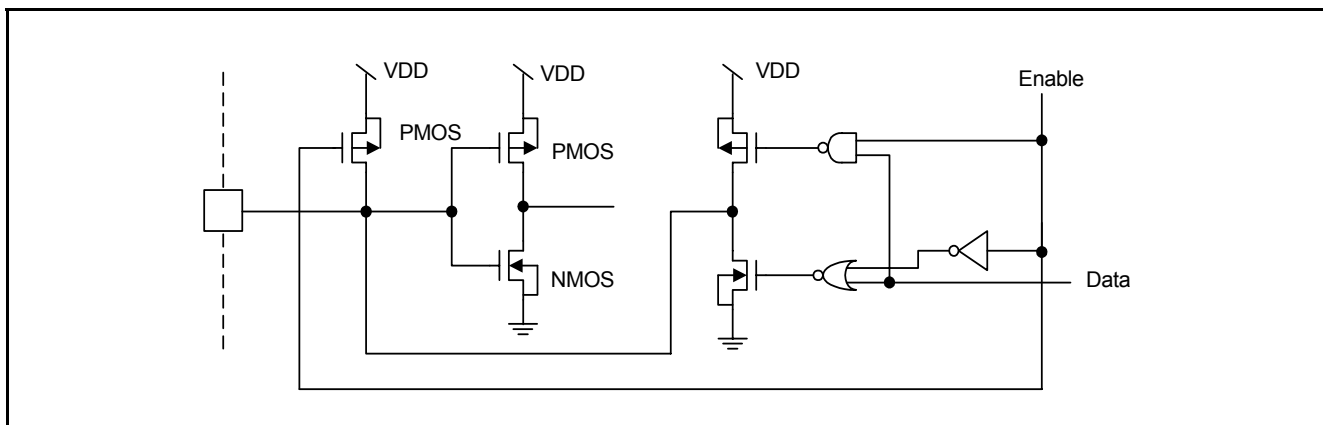 VDD
VDD
VDD
Enable
PMOS
PMOS
NMOS
Data